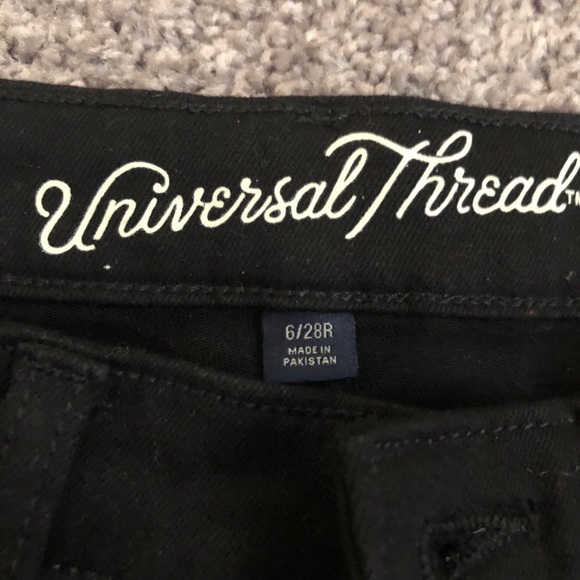 Universal Thread™
6/28R
MADE IN
PAKISTAN